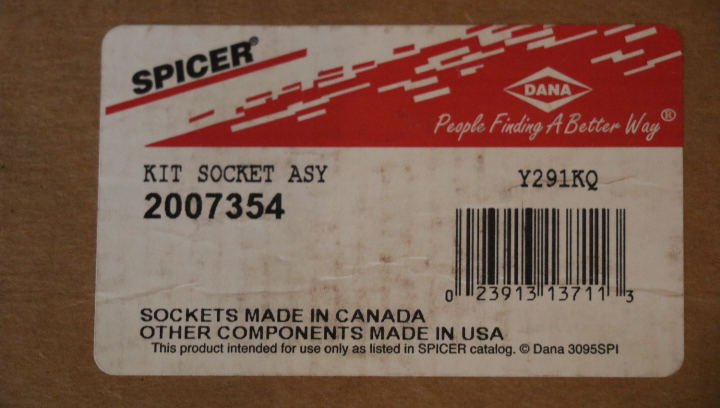 SPICER®
DANA
People Finding A Better Way®
KIT SOCKET ASY
Y291KQ
2007354
0 23913 13711 3
SOCKETS MADE IN CANADA
OTHER COMPONENTS MADE IN USA
This product intended for use only as listed in SPICER catalog. © Dana 3095SPI